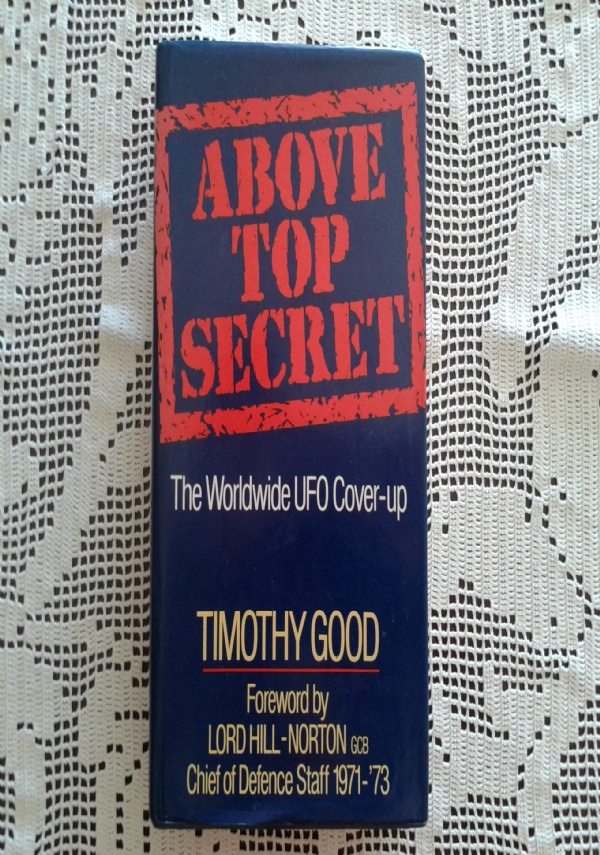 ABOVE
TOP
SECRET
The Worldwide UFO Cover-up
TIMOTHY GOOD
Foreword by
LORD HILL-NORTON GCB
Chief of Defence Staff 1971-'73